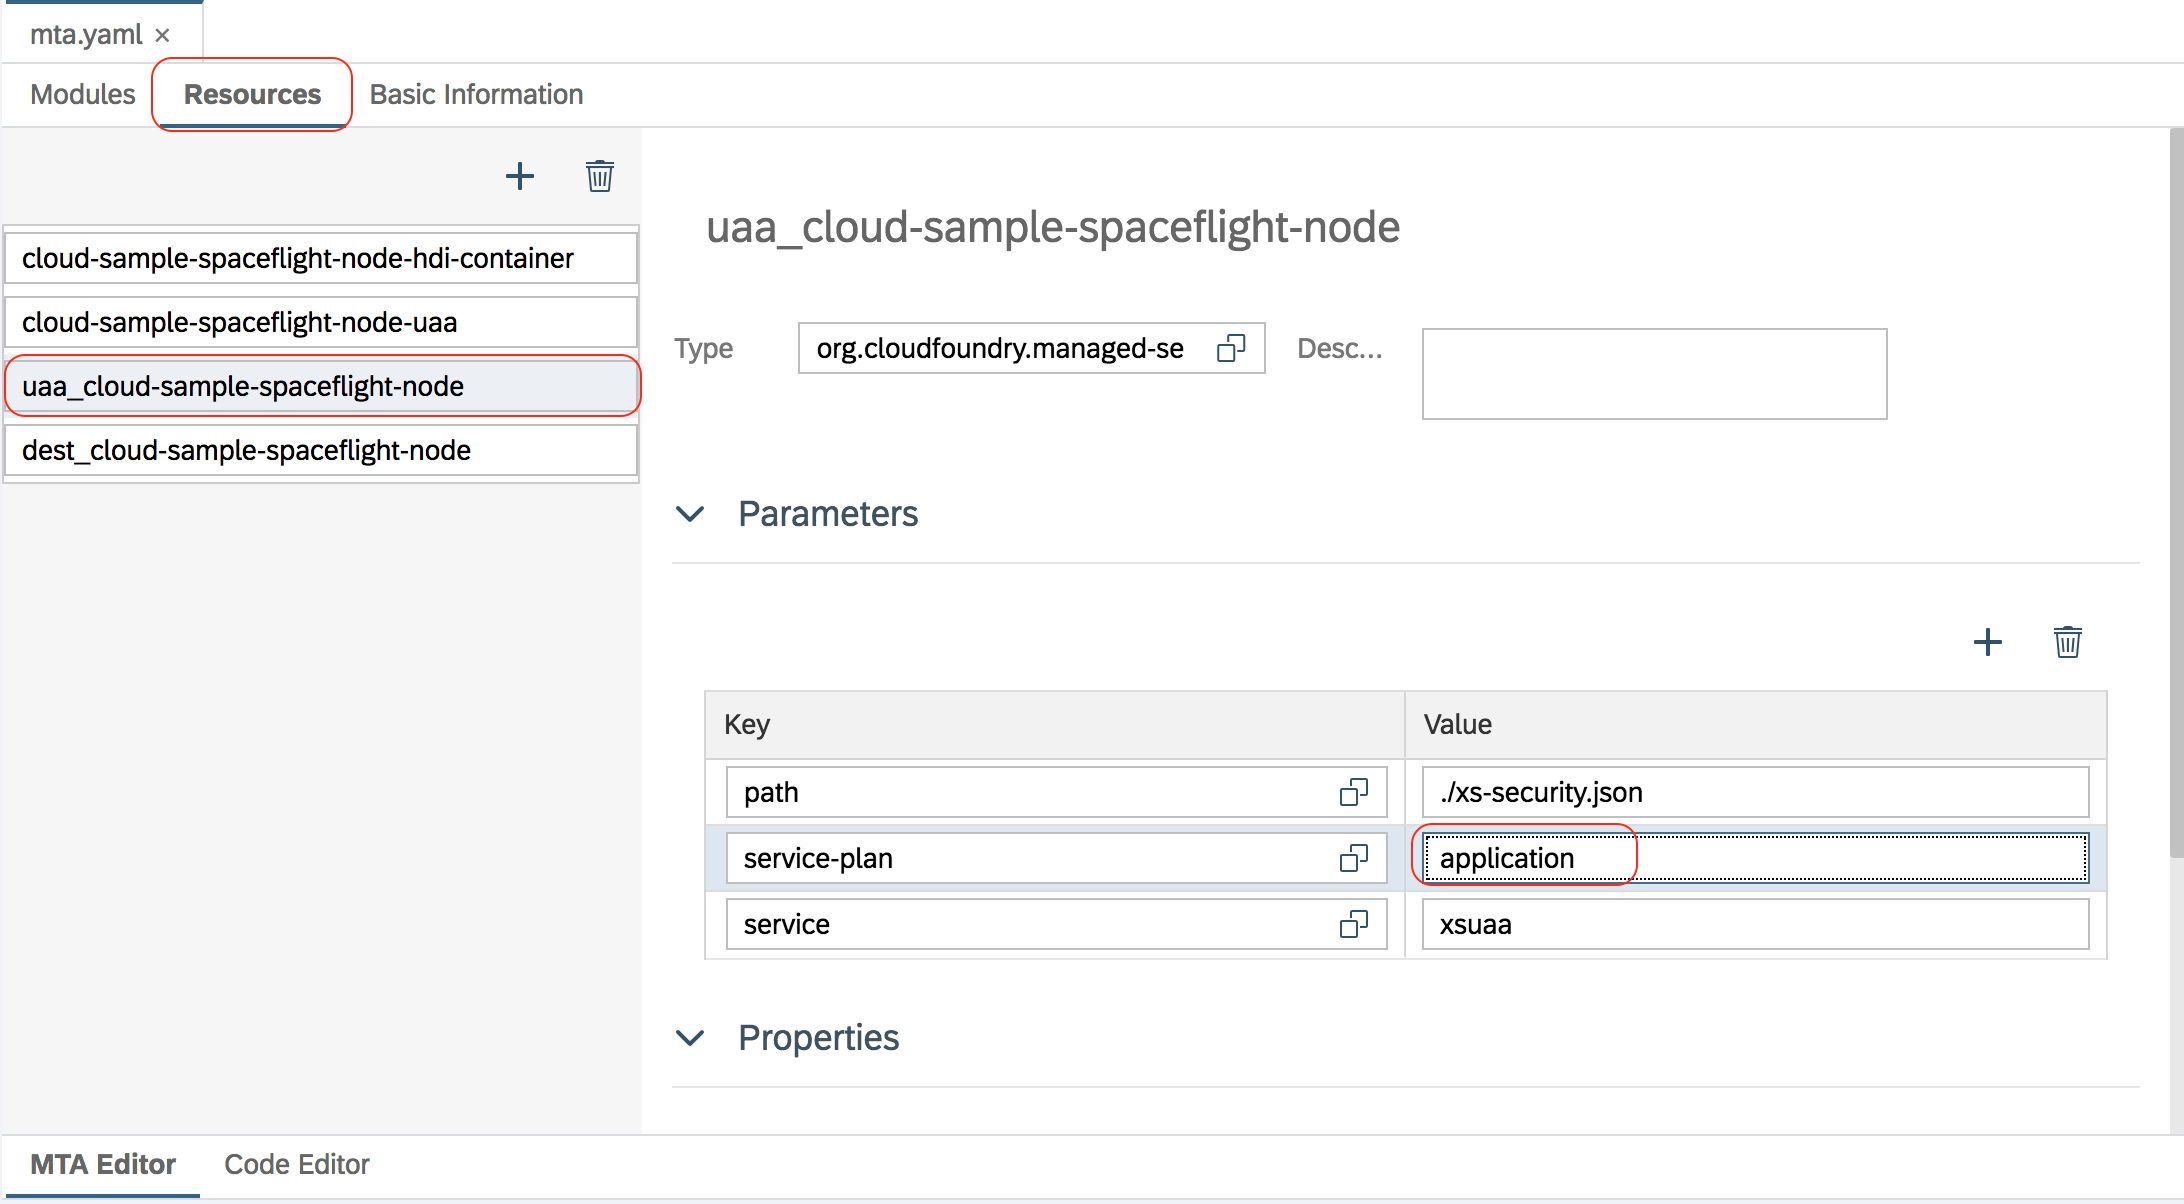 mta.yaml ×
Modules Resources Basic Information
cloud-sample-spaceflight-node-hdi-container
cloud-sample-spaceflight-node-uaa
uaa_cloud-sample-spaceflight-node
dest_cloud-sample-spaceflight-node
uaa_cloud-sample-spaceflight-node
Type org.cloudfoundry.managed-se Desc...
Parameters
Key Value
path ./xs-security.json
service-plan application
service xsuaa
Properties
MTA Editor Code Editor